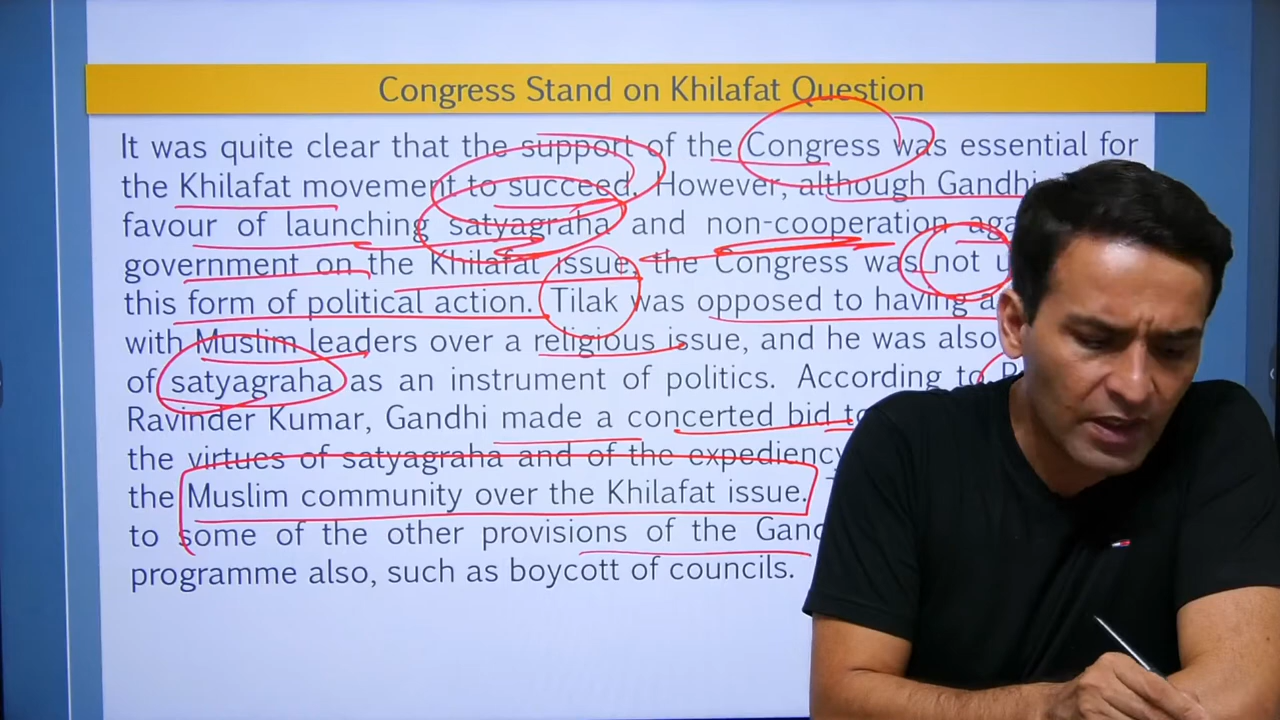 Congress Stand on Khilafat Question
It was quite clear that the support of the Congress was essential for
the Khilafat movement to succeed. However, although Gandhi
favour of launching satyagraha and non-cooperation
government on the Khilafat issue, the Congress was not
this form of political action. Tilak was opposed to having
with Muslim leaders over a religious issue, and he was also
of satyagraha as an instrument of politics. According to
Ravinder Kumar, Gandhi made a concerted bid to
the virtues of satyagraha and of the expediency
the Muslim community over the Khilafat issue.
to some of the other provisions of the
programme also, such as boycott of councils.